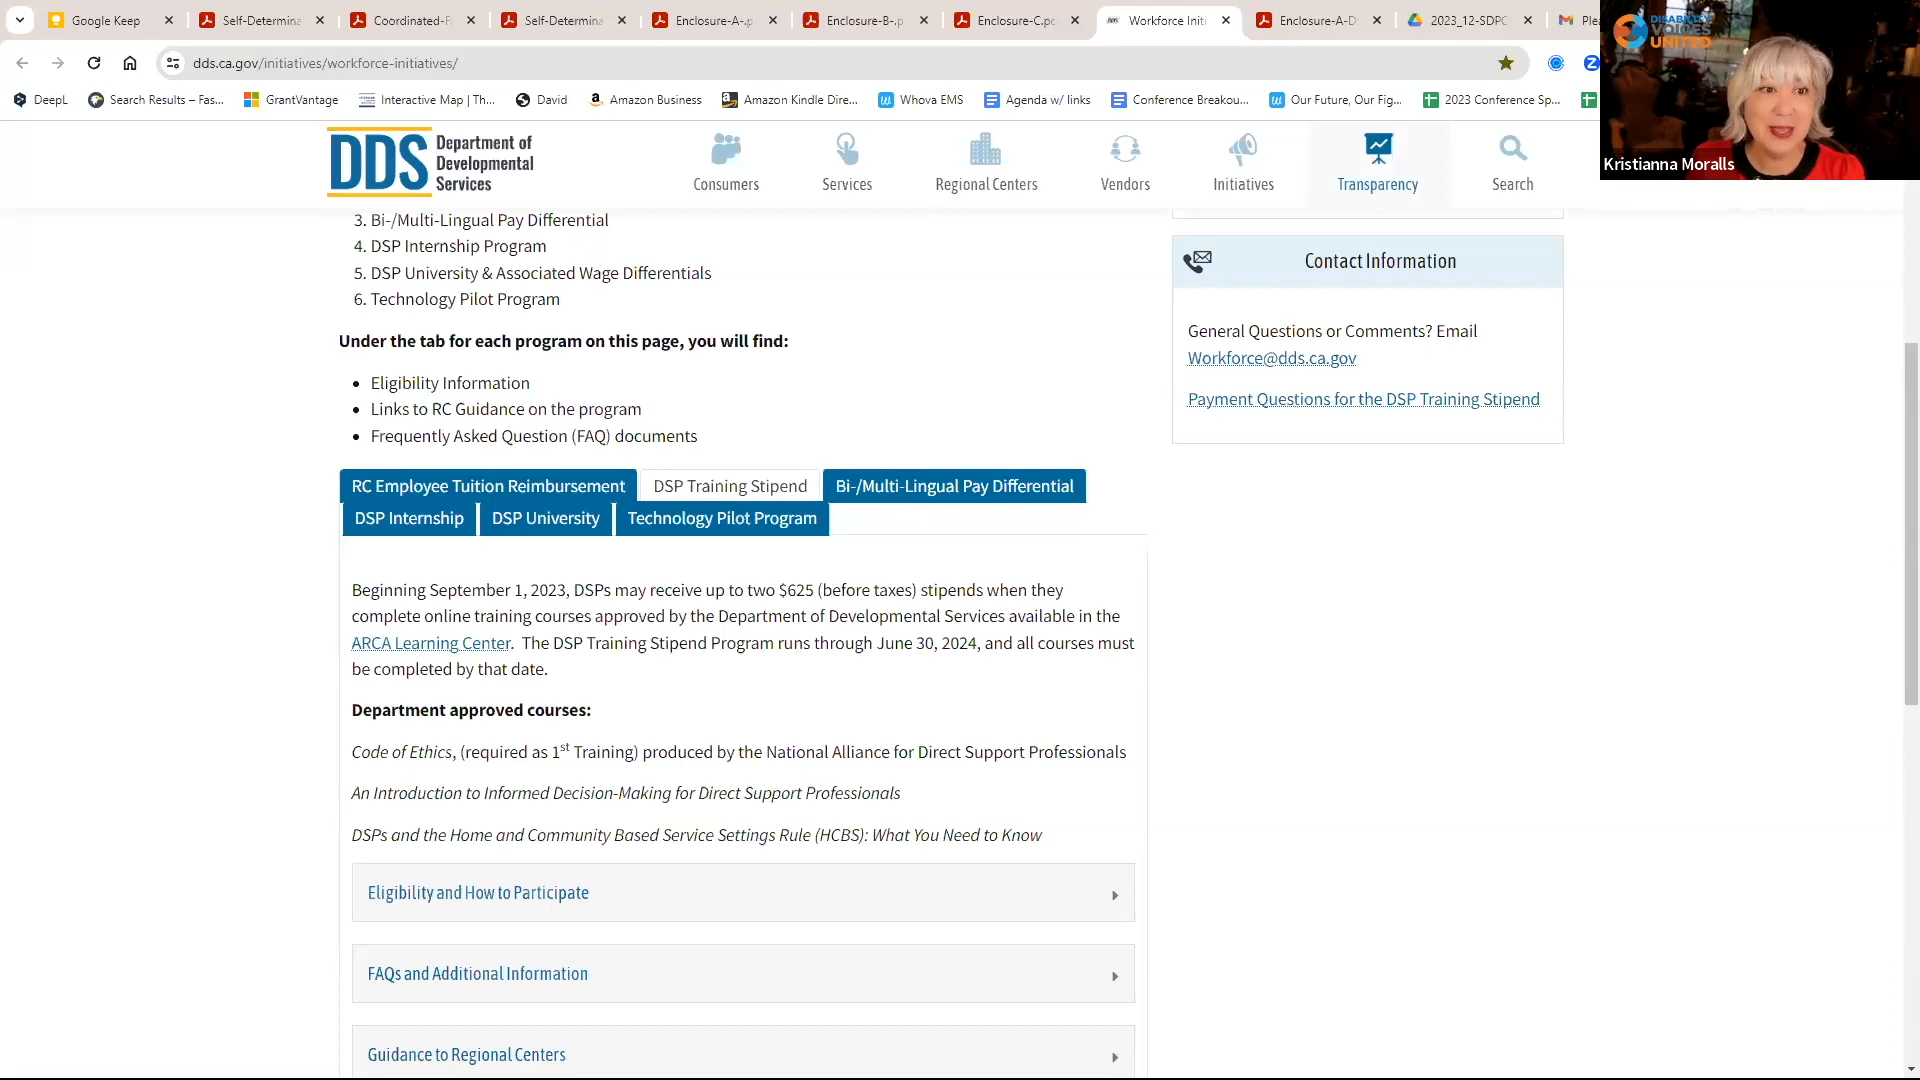 Google Keep
Self-Determina
Coordinated-F
Self-Determina
Enclosure-A-.p
Enclosure-B-.p
Enclosure-C.pc
Workforce Initi
Enclosure-A-D
2023_12-SDPC
Plea
dds.ca.gov/initiatives/workforce-initiatives/
DeepL
Search Results – Fas...
GrantVantage
Interactive Map | Th...
David
Amazon Business
Amazon Kindle Dire...
Whova EMS
Agenda w/ links
Conference Breakou...
Our Future, Our Fig...
2023 Conference Sp...
DISABILITY
VOICES
UNITED
Kristianna Moralls
DDS
Department of
Developmental
Services
Consumers
Services
Regional Centers
Vendors
Initiatives
Transparency
Search
3. Bi-/Multi-Lingual Pay Differential
4. DSP Internship Program
5. DSP University & Associated Wage Differentials
6. Technology Pilot Program
Under the tab for each program on this page, you will find:
• Eligibility Information
• Links to RC Guidance on the program
• Frequently Asked Question (FAQ) documents
Contact Information
General Questions or Comments? Email
Workforce@dds.ca.gov
Payment Questions for the DSP Training Stipend
RC Employee Tuition Reimbursement
DSP Training Stipend
Bi-/Multi-Lingual Pay Differential
DSP Internship
DSP University
Technology Pilot Program
Beginning September 1, 2023, DSPs may receive up to two $625 (before taxes) stipends when they
complete online training courses approved by the Department of Developmental Services available in the
ARCA Learning Center. The DSP Training Stipend Program runs through June 30, 2024, and all courses must
be completed by that date.
Department approved courses:
Code of Ethics, (required as 1st Training) produced by the National Alliance for Direct Support Professionals
An Introduction to Informed Decision-Making for Direct Support Professionals
DSPs and the Home and Community Based Service Settings Rule (HCBS): What You Need to Know
Eligibility and How to Participate
FAQs and Additional Information
Guidance to Regional Centers